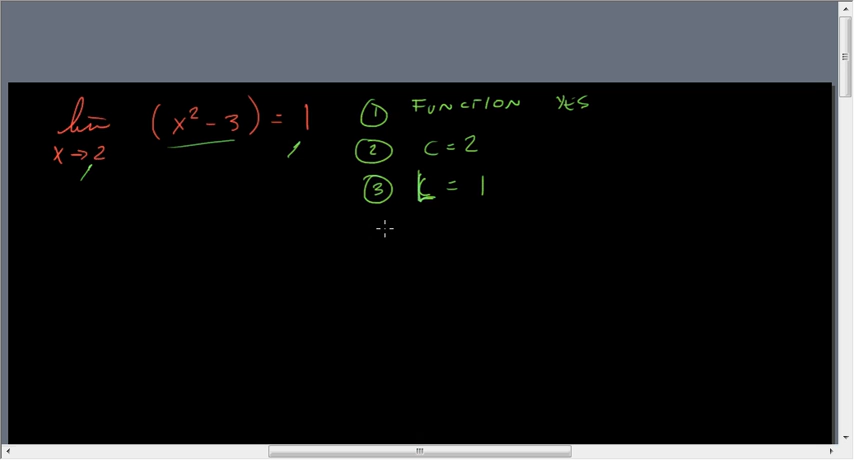 lim (x² - 3) = 1
x → 2
① FUNCTION YES
② C = 2
③ L = 1